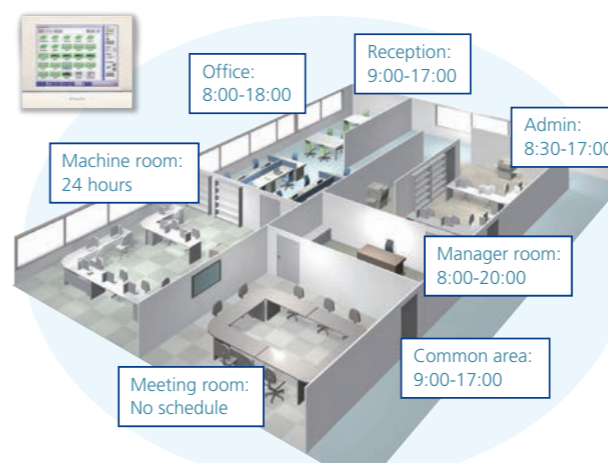 Reception:
9:00-17:00
Office:
8:00-18:00
Admin:
8:30-17:00
Machine room:
24 hours
Manager room:
8:00-20:00
Common area:
9:00-17:00
Meeting room:
No schedule